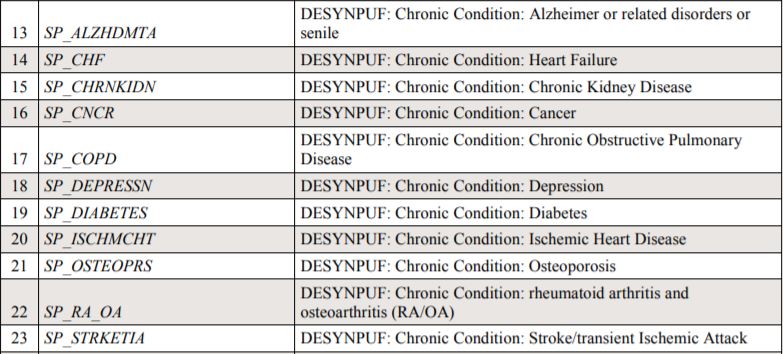 DESYNPUF: Chronic Condition: Alzheimer or related disorders or
13 SP_ALZHDMTA senile
14 SP_CHF DESYNPUF: Chronic Condition: Heart Failure
15 SP_CHRNKIDN DESYNPUF: Chronic Condition: Chronic Kidney Disease
16 SP_CNCR DESYNPUF: Chronic Condition: Cancer
DESYNPUF: Chronic Condition: Chronic Obstructive Pulmonary
17 SP_COPD Disease
18 SP_DEPRESSN DESYNPUF: Chronic Condition: Depression
19 SP_DIABETES DESYNPUF: Chronic Condition: Diabetes
20 SP_ISCHMCHT DESYNPUF: Chronic Condition: Ischemic Heart Disease
21 SP_OSTEOPRS DESYNPUF: Chronic Condition: Osteoporosis
DESYNPUF: Chronic Condition: rheumatoid arthritis and
22 SP_RA_OA osteoarthritis (RA/OA)
23 SP_STRKETIA DESYNPUF: Chronic Condition: Stroke/transient Ischemic Attack